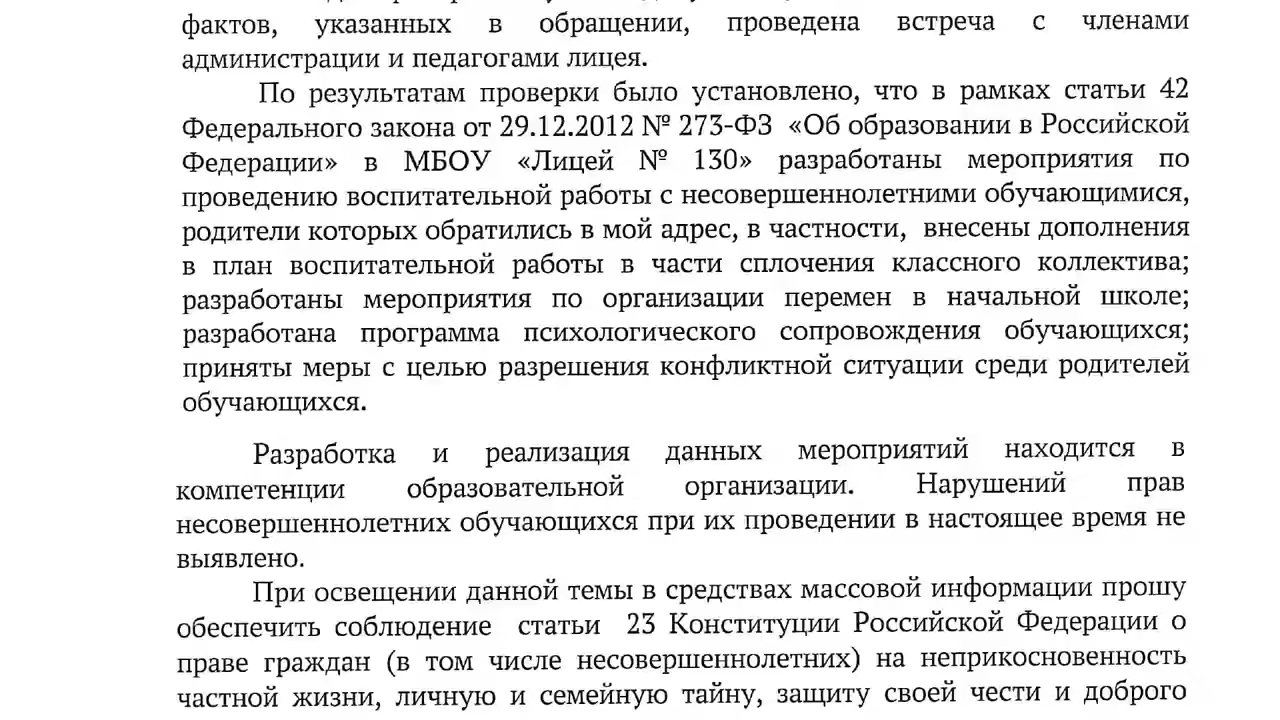 фактов, указанных в обращении, проведена встреча с членами
администрации и педагогами лицея.
По результатам проверки было установлено, что в рамках статьи 42
Федерального закона от 29.12.2012 № 273-ФЗ «Об образовании в Российской
Федерации» в МБОУ «Лицей № 130» разработаны мероприятия по
проведению воспитательной работы с несовершеннолетними обучающимися,
родители которых обратились в мой адрес, в частности, внесены дополнения
в план воспитательной работы в части сплочения классного коллектива;
разработаны мероприятия по организации перемен в начальной школе;
разработана программа психологического сопровождения обучающихся;
приняты меры с целью разрешения конфликтной ситуации среди родителей
обучающихся.
Разработка и реализация данных мероприятий находится в
компетенции образовательной организации. Нарушений прав
несовершеннолетних обучающихся при их проведении в настоящее время не
выявлено.
При освещении данной темы в средствах массовой информации прошу
обеспечить соблюдение статьи 23 Конституции Российской Федерации о
праве граждан (в том числе несовершеннолетних) на неприкосновенность
частной жизни, личную и семейную тайну, защиту своей чести и доброго